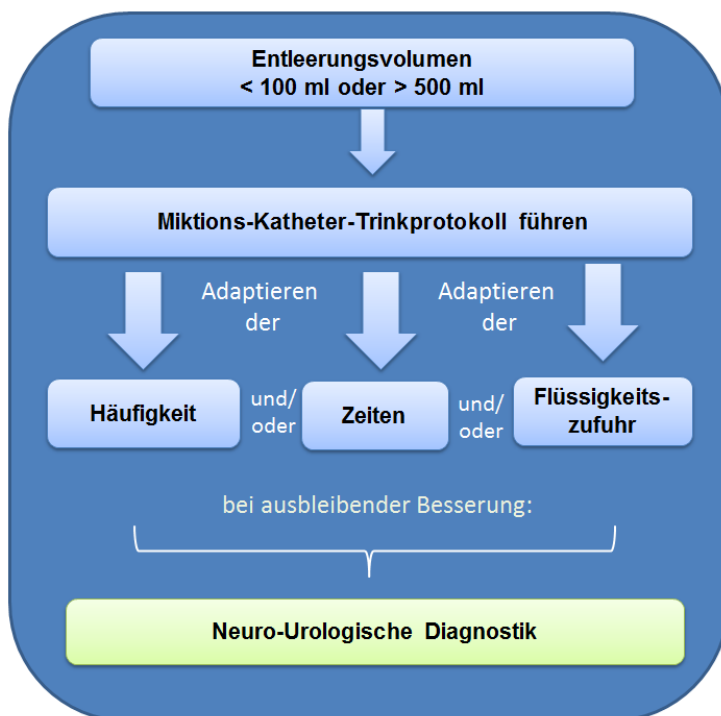 Entleerungsvolumen
< 100 ml oder > 500 ml
Miktions-Katheter-Trinkprotokoll führen
Adaptieren
der
Adaptieren
der
Häufigkeit
und/
oder
Zeiten
und/
oder
Flüssigkeits-
zufuhr
bei ausbleibender Besserung:
Neuro-Urologische Diagnostik